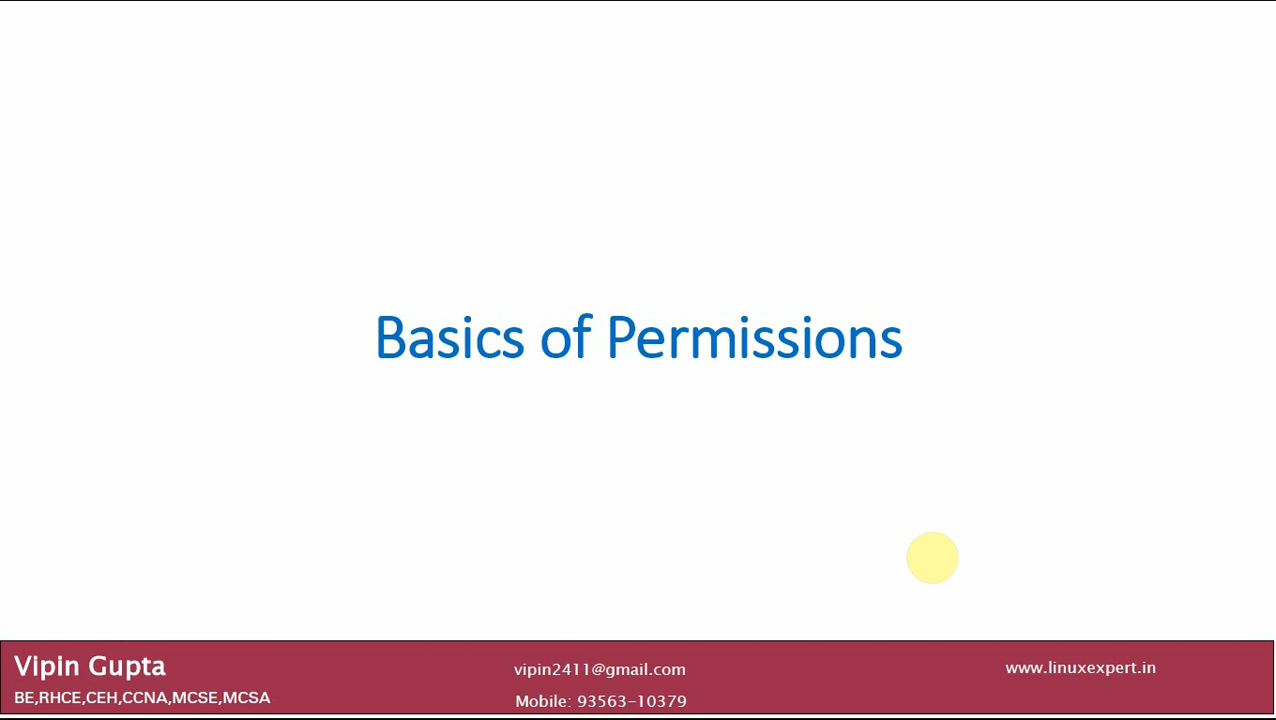 Basics of Permissions
Vipin Gupta
BE,RHCE,CEH,CCNA,MCSE,MCSA
vipin2411@gmail.com
Mobile: 93563-10379
www.linuxexpert.in